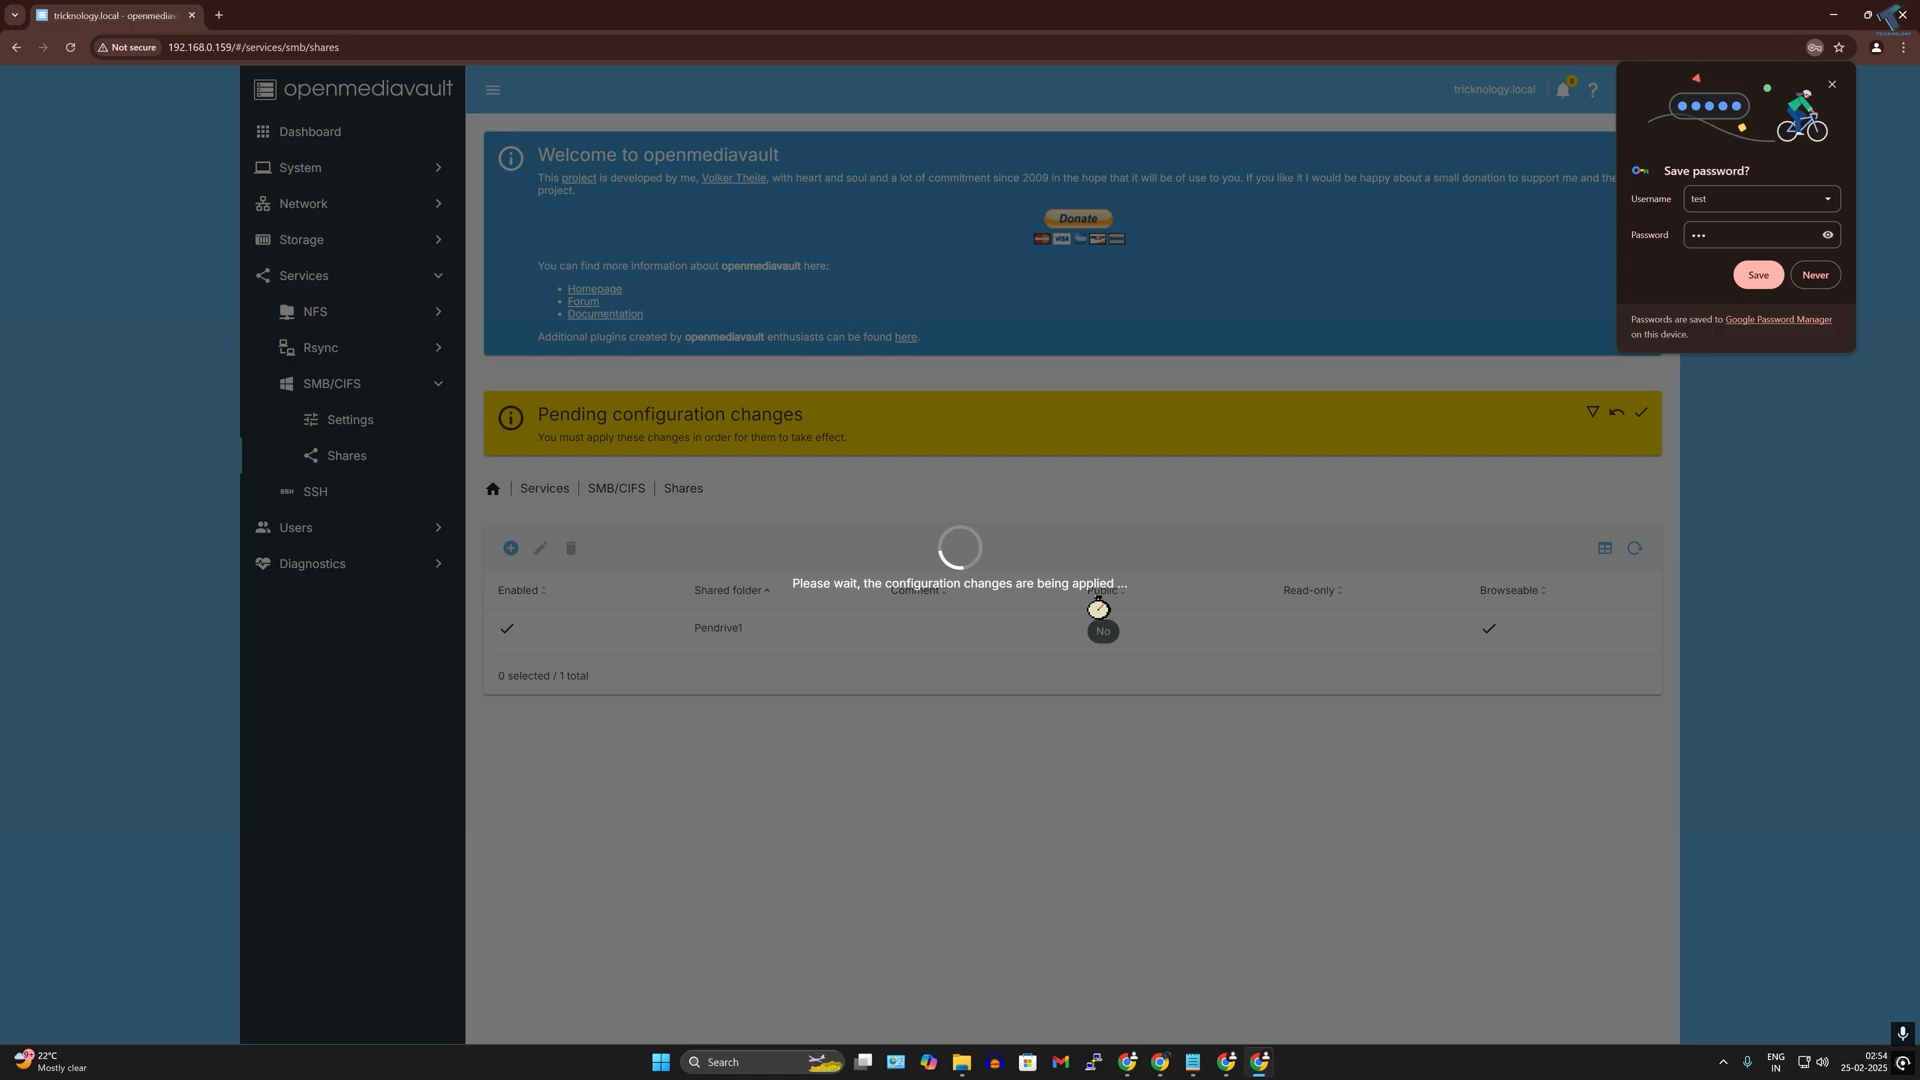 tricknology.local - openmediav
TRICKNOLOGY
Not secure
192.168.0.159/#/services/smb/shares
openmediavault
tricknology.local
8
?
Dashboard
System
Network
Storage
Services
NFS
Rsync
SMB/CIFS
Settings
Shares
SSH
SSH
Users
Diagnostics
Welcome to openmediavault
This project is developed by me, Volker Theile, with heart and soul and a lot of commitment since 2009 in the hope that it will be of use to you. If you like it I would be happy about a small donation to support me and the
project.
Donate
VISA
You can find more information about openmediavault here:
• Homepage
• Forum
• Documentation
Additional plugins created by openmediavault enthusiasts can be found here.
Save password?
Username
test
Password
•••
Save
Never
Passwords are saved to Google Password Manager
on this device.
Pending configuration changes
You must apply these changes in order for them to take effect.
Services | SMB/CIFS | Shares
Please wait, the configuration changes are being applied ...
Enabled
Shared folder
Comment
Public
Read-only
Browseable
Pendrive1
No
0 selected / 1 total
22°C
Mostly clear
Search
ENG
IN
02:54
25-02-2025